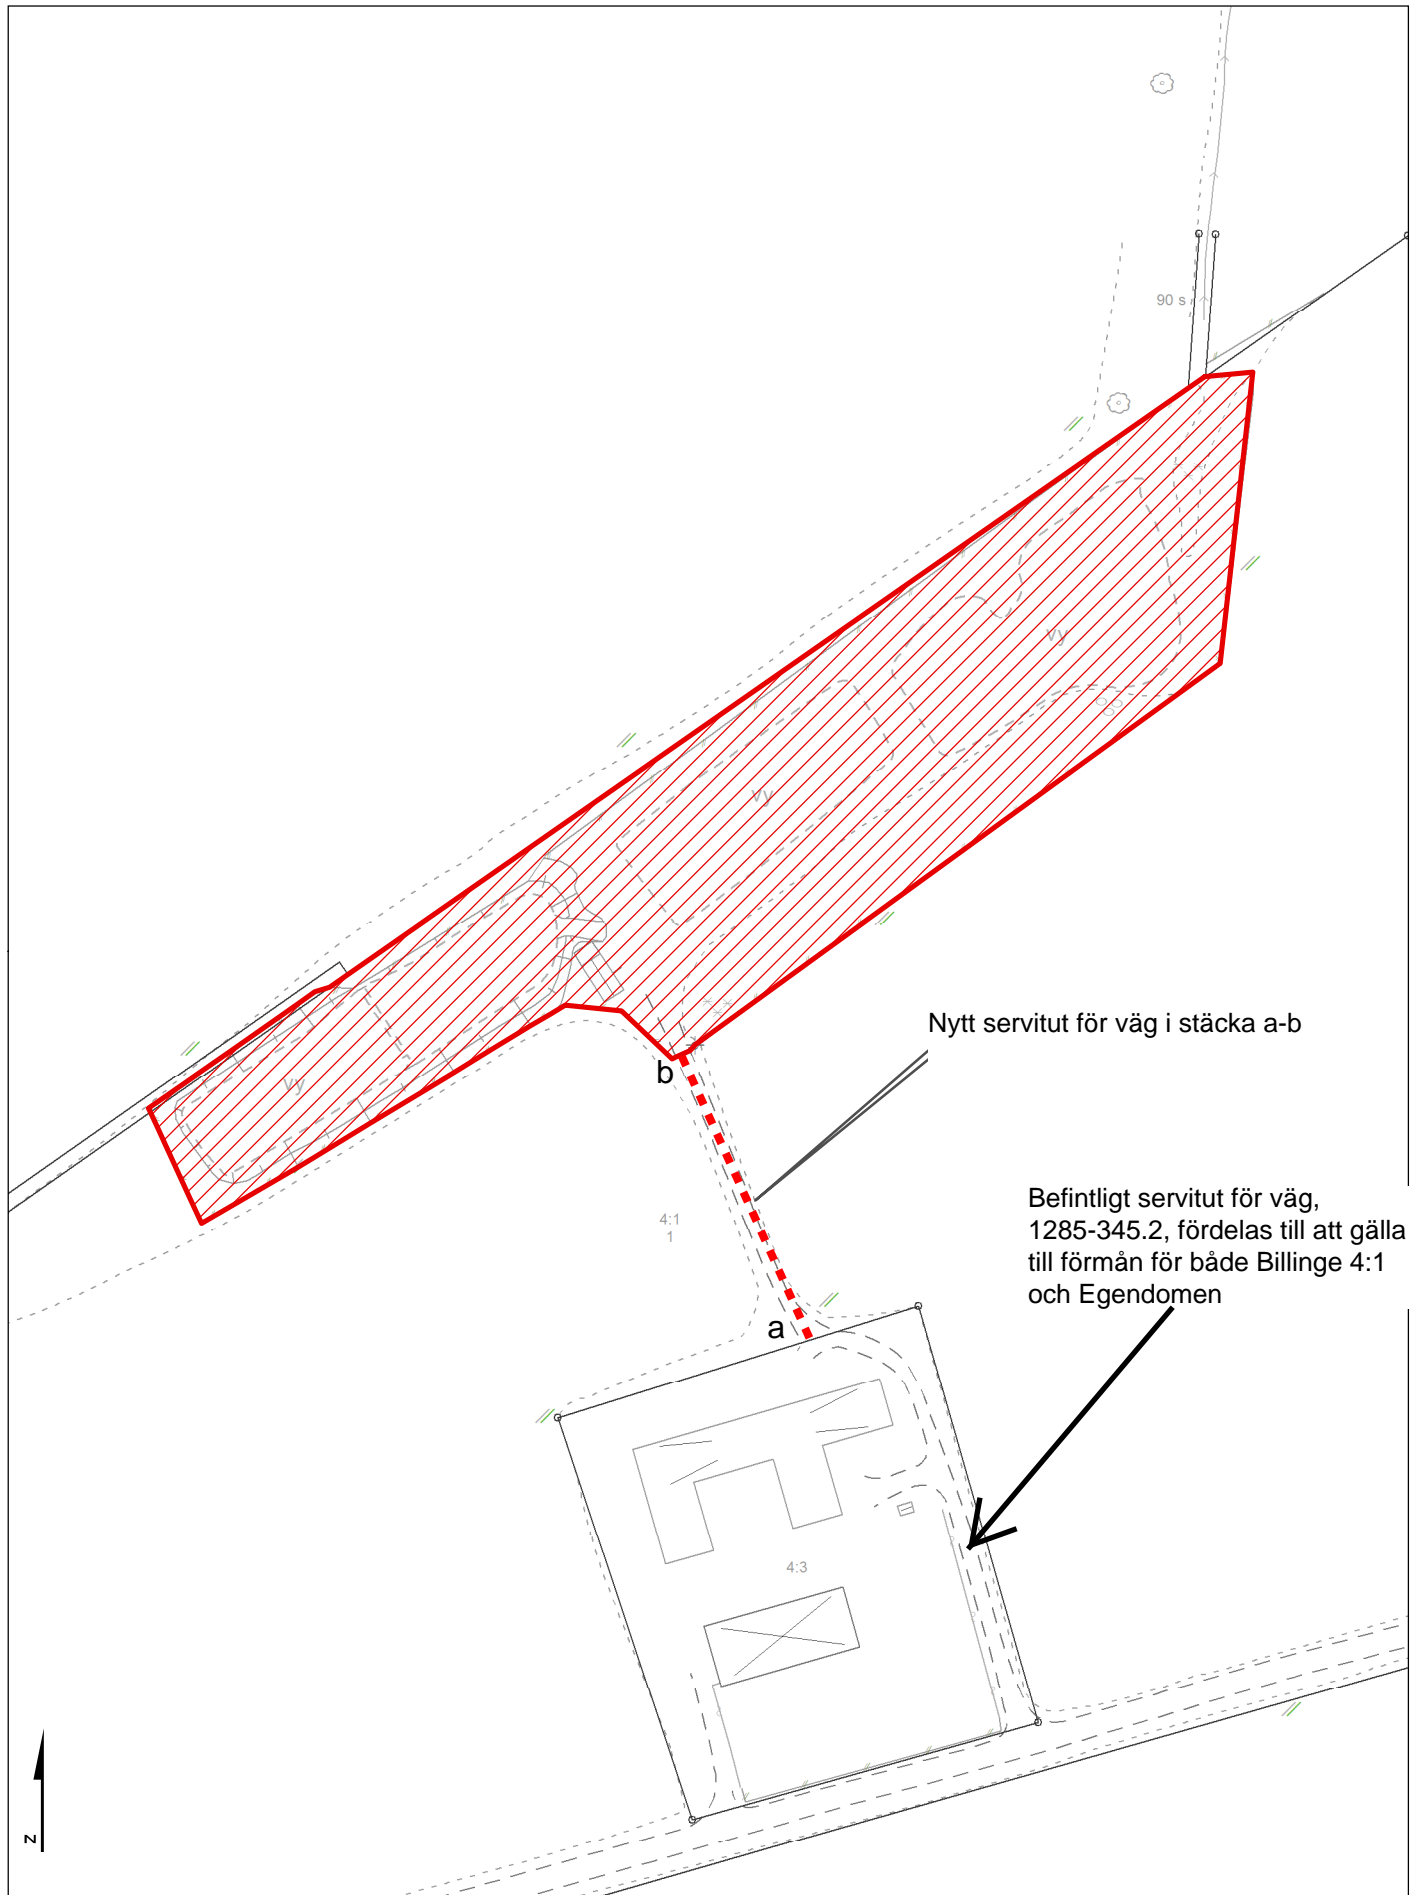 90 s
vy
vy
Nytt servitut för väg i stäcka a-b
b
vy
Befintligt servitut för väg,
1285-345.2, fördelas till att gälla
till förmån för både Billinge 4:1
och Egendomen
4:1
1
a
4:3
N